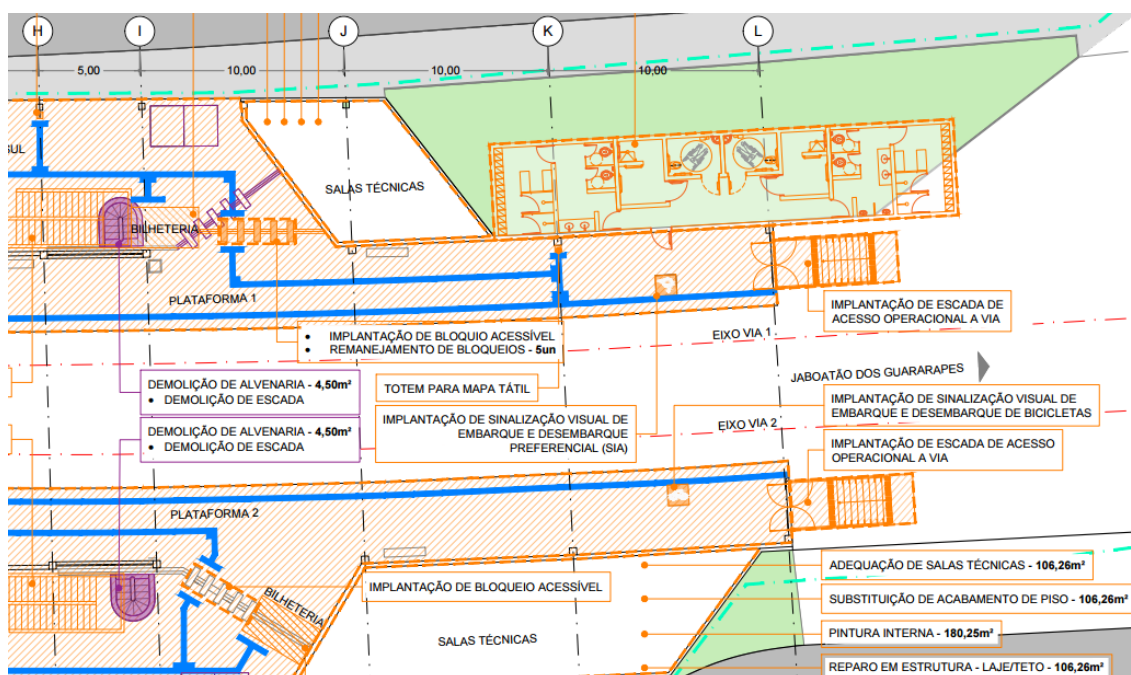 H
I
J
K
L
5,00
10,00
10,00
10,00
SUL
SALAS TÉCNICAS
BILHETERIA
PLATAFORMA 1
IMPLANTAÇÃO DE ESCADA DE
ACESSO OPERACIONAL A VIA
• IMPLANTAÇÃO DE BLOQUIO ACESSÍVEL
• REMANEJAMENTO DE BLOQUEIOS - 5un
EIXO VIA 1
JABOATÃO DOS GUARARAPES
DEMOLIÇÃO DE ALVENARIA - 4,50m²
• DEMOLIÇÃO DE ESCADA
TOTEM PARA MAPA TÁTIL
IMPLANTAÇÃO DE SINALIZAÇÃO VISUAL DE
EMBARQUE E DESEMBARQUE DE BICICLETAS
DEMOLIÇÃO DE ALVENARIA - 4,50m²
• DEMOLIÇÃO DE ESCADA
IMPLANTAÇÃO DE SINALIZAÇÃO VISUAL DE
EMBARQUE E DESEMBARQUE
PREFERENCIAL (SIA)
EIXO VIA 2
IMPLANTAÇÃO DE ESCADA DE ACESSO
OPERACIONAL A VIA
PLATAFORMA 2
IMPLANTAÇÃO DE BLOQUEIO ACESSÍVEL
BILHETERIA
SALAS TÉCNICAS
ADEQUAÇÃO DE SALAS TÉCNICAS - 106,26m²
SUBSTITUIÇÃO DE ACABAMENTO DE PISO - 106,26m²
PINTURA INTERNA - 180,25m²
REPARO EM ESTRUTURA - LAJE/TETO - 106,26m²